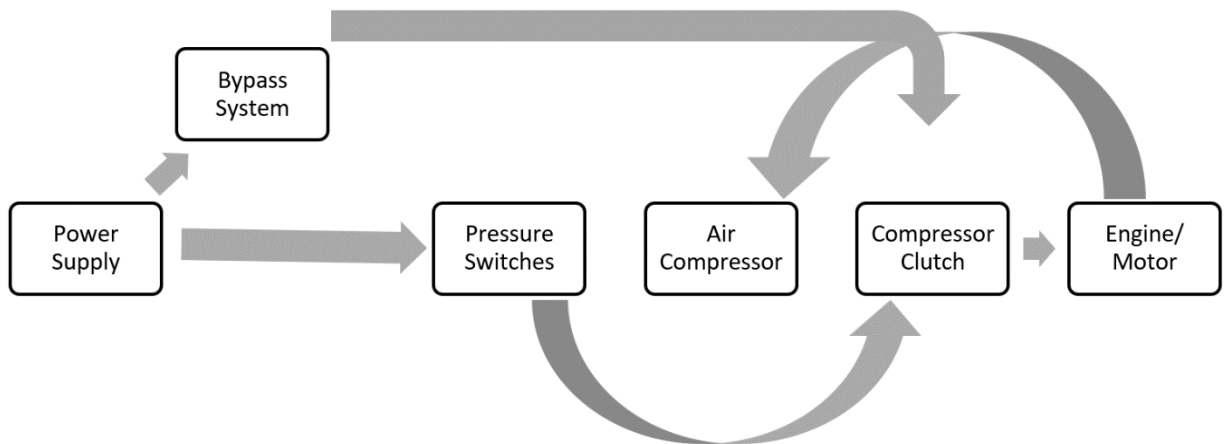 Bypass
System
Power
Supply
Pressure
Switches
Air
Compressor
Compressor
Clutch
Engine/
Motor